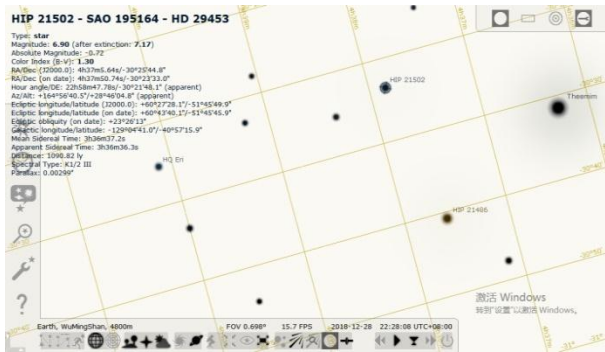 HIP 21502 - SAO 195164 - HD 29453
Type: star
Magnitude: 6.90 (after extinction: 7.17)
Absolute Magnitude: -0.72
Color Index (B-V): 1.30
RA/Dec (J2000.0): 4h37m5.64s/-30°25'44.8"
RA/Dec (on date): 4h37m50.74s/-30°23'33.0"
Hour angle/DE: 22h58m47.78s/-30°21'48.1" (apparent)
Az/Alt: +164°56'40.5"/+28°46'04.8" (apparent)
Ecliptic longitude/latitude (J2000.0): +60°27'28.1"/-51°45'49.9"
Ecliptic longitude/latitude (on date): +60°43'40.1"/-51°45'45.9"
Ecliptic obliquity (on date): +23°26'13"
Galactic longitude/latitude: -129°04'41.0"/-40°57'15.9"
Mean Sidereal Time: 3h36m37.2s
Apparent Sidereal Time: 3h36m36.3s
Distance: 1090.82 ly
Spectral Type: K1/2 III
Parallax: 0.00299"
HIP 21502
Theemim
HQ Eri
HIP 21466
激活 Windows
转到"设置"以激活 Windows。
Earth, WuMingShan, 4800m
FOV 0.698°
15.7 FPS
2018-12-28
22:28:08 UTC+08:00